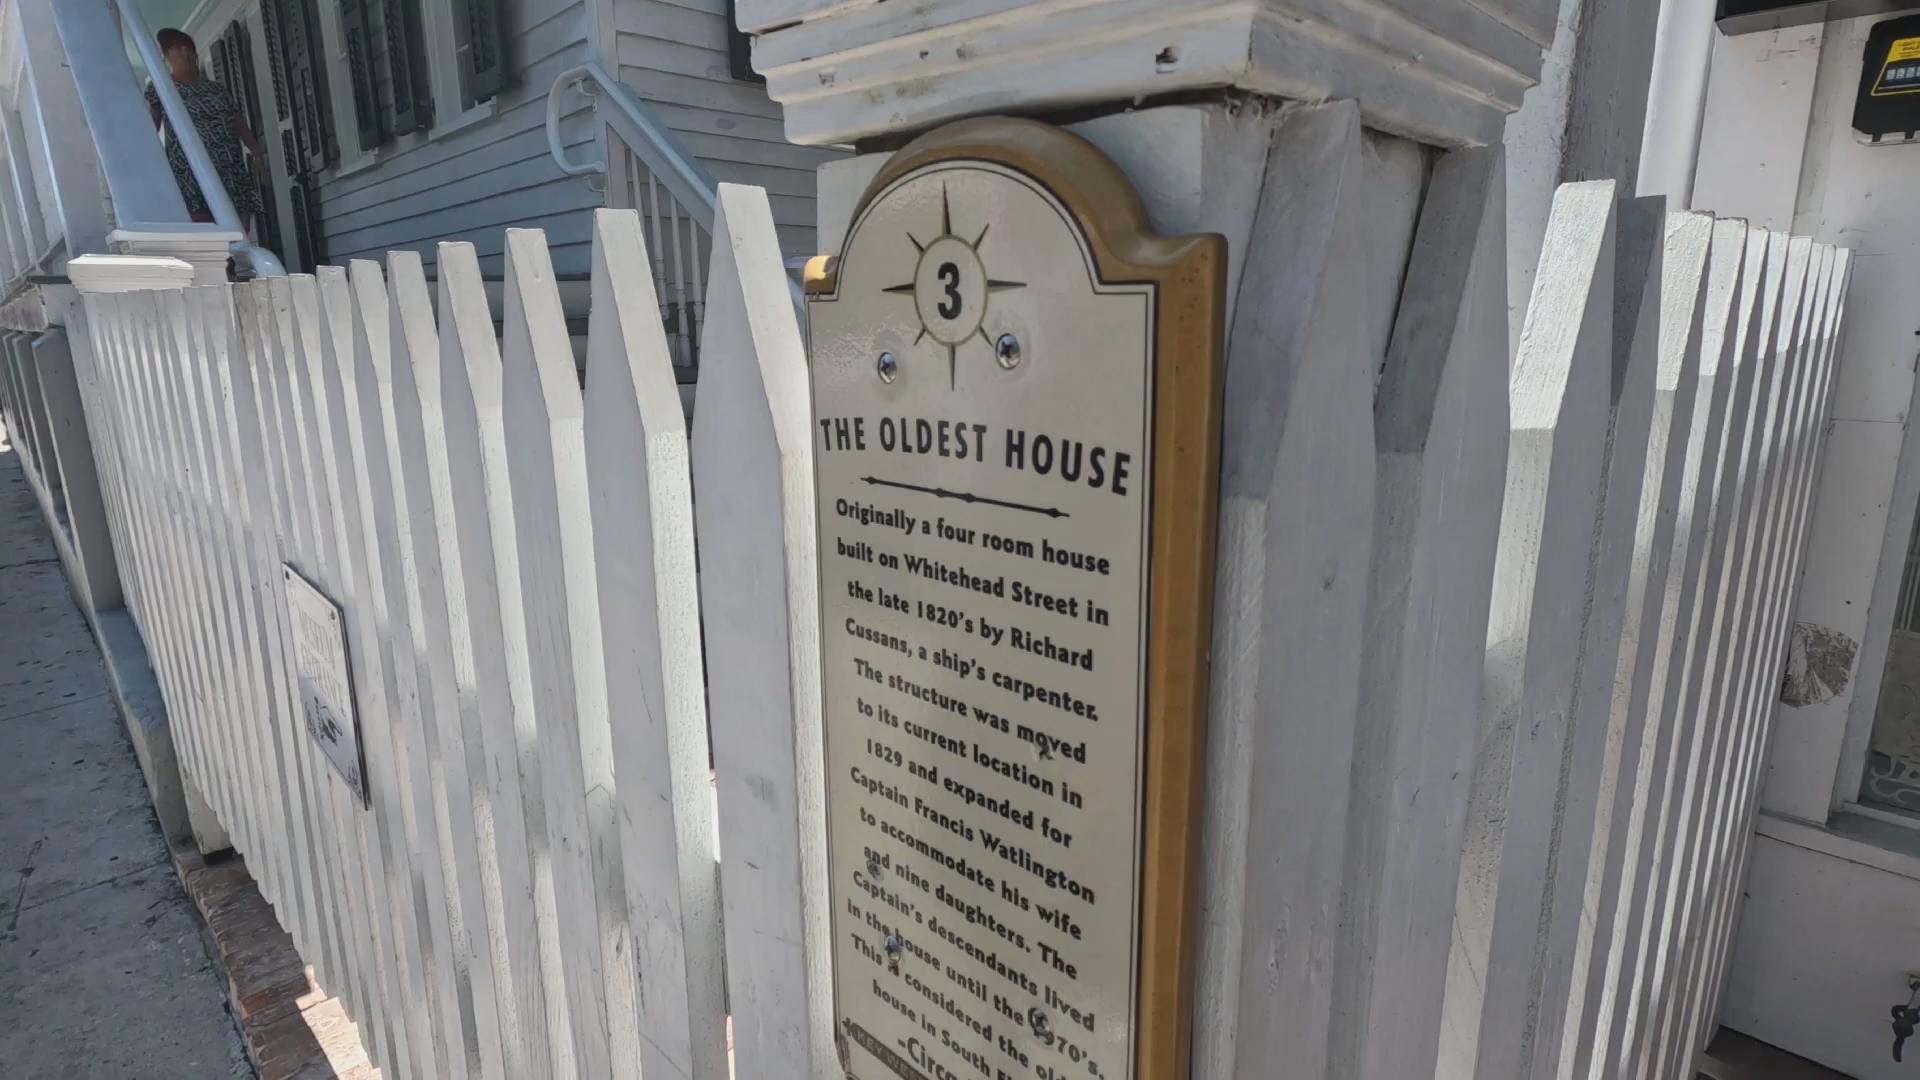 3
THE OLDEST HOUSE
Originally a four room house
built on Whitehead Street in
the late 1820's by Richard
Cussans, a ship's carpenter.
The structure was moved
to its current location in
1829 and expanded for
Captain Francis Watlington
to accommodate his wife
and nine daughters. The
Captain's descendants lived
in the house until the 1970's.
This is considered the
house in South
KEY WEST